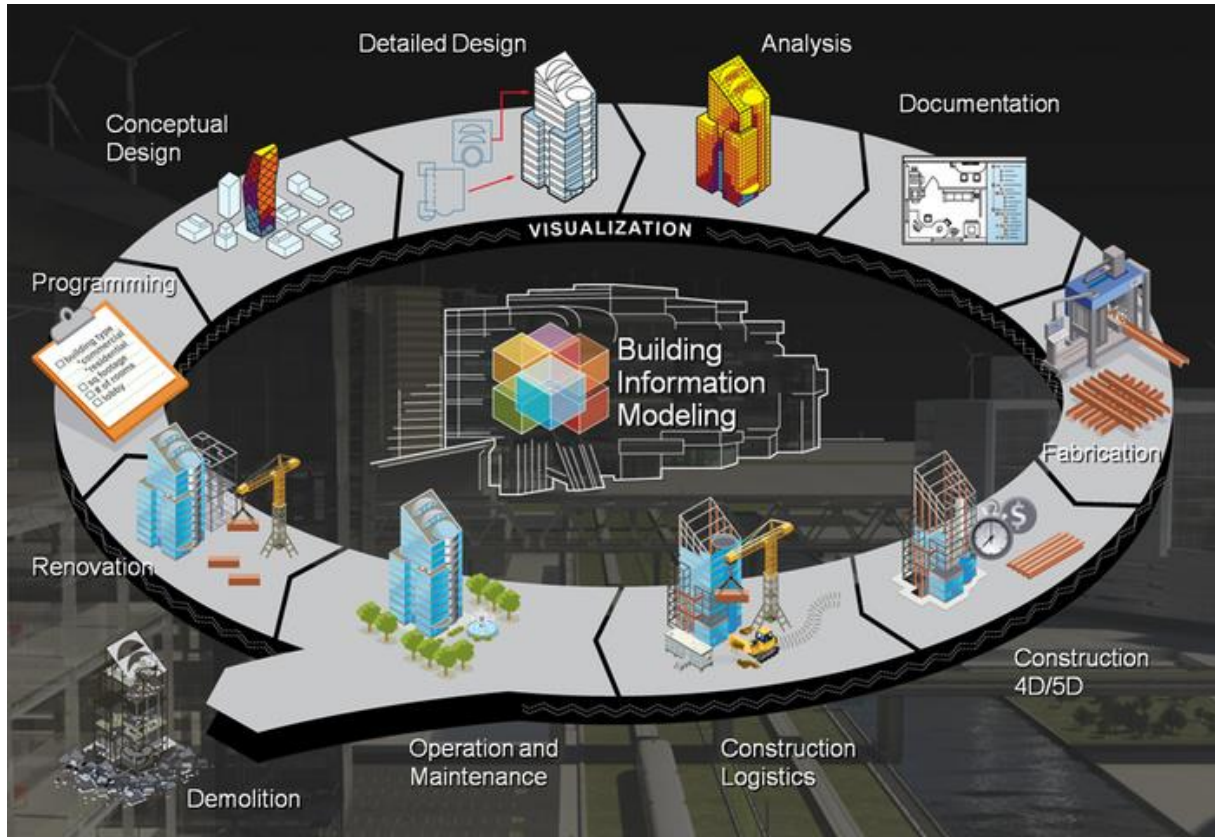 Detailed Design
Analysis
Documentation
Conceptual
Design
VISUALIZATION
Programming
building type
*commercial
*residential
sq footage
# of rooms
lobby
Building
Information
Modeling
$
Fabrication
Renovation
Construction
4D/5D
Operation and
Maintenance
Construction
Logistics
Demolition